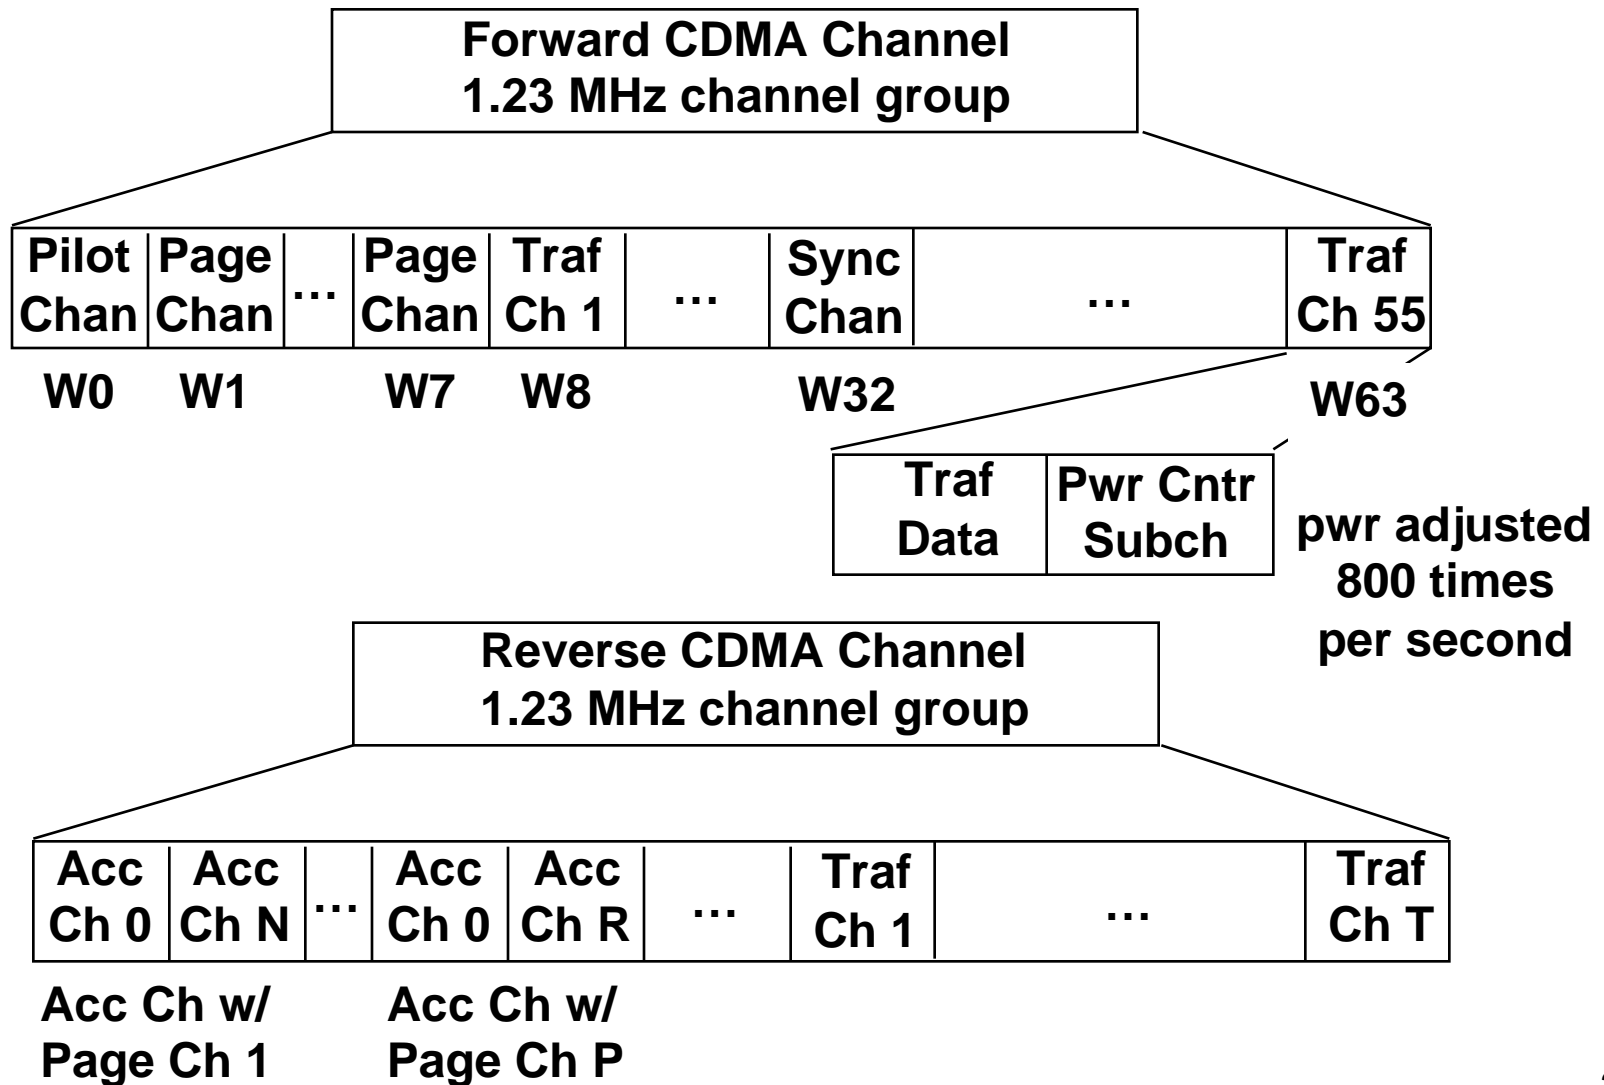 Forward CDMA Channel
1.23 MHz channel group
Pilot Chan
Page Chan
...
Page Chan
Traf Ch 1
...
Sync Chan
...
Traf Ch 55
W0 W1 W7 W8 W32 W63
Traf Data
Pwr Cntr Subch
pwr adjusted
800 times
per second
Reverse CDMA Channel
1.23 MHz channel group
Acc Ch 0
Acc Ch N
...
Acc Ch 0
Acc Ch R
...
Traf Ch 1
...
Traf Ch T
Acc Ch w/
Page Ch 1
Acc Ch w/
Page Ch P